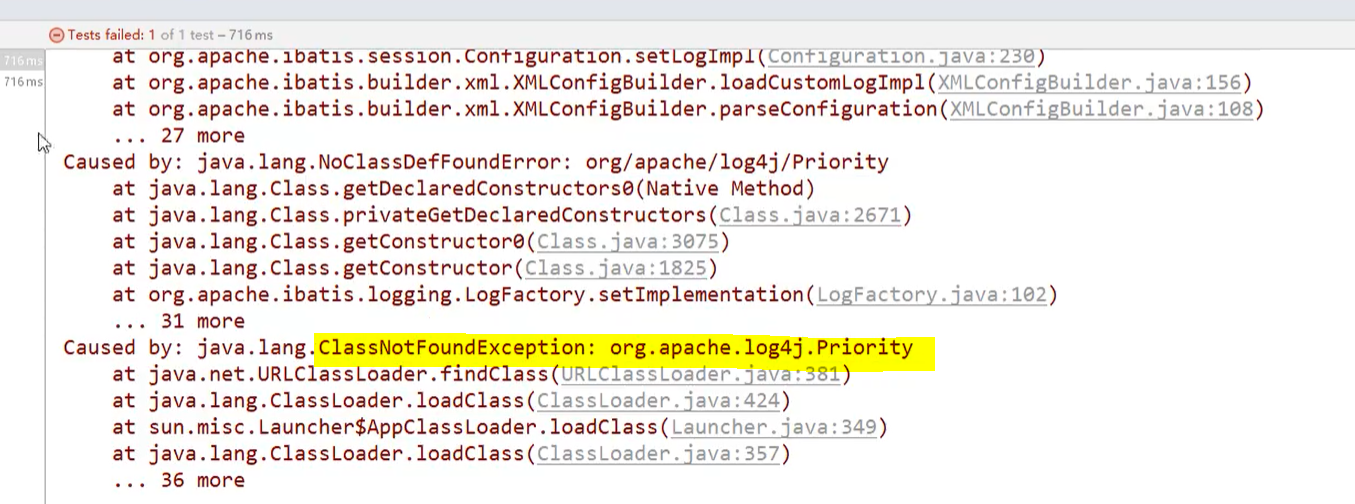 Tests failed: 1 of 1 test – 716 ms
716 ms
716 ms
at org.apache.ibatis.session.Configuration.setLogImpl(Configuration.java:230)
at org.apache.ibatis.builder.xml.XMLConfigBuilder.loadCustomLogImpl(XMLConfigBuilder.java:156)
at org.apache.ibatis.builder.xml.XMLConfigBuilder.parseConfiguration(XMLConfigBuilder.java:108)
... 27 more
Caused by: java.lang.NoClassDefFoundError: org/apache/log4j/Priority
at java.lang.Class.getDeclaredConstructors0(Native Method)
at java.lang.Class.privateGetDeclaredConstructors(Class.java:2671)
at java.lang.Class.getConstructor0(Class.java:3075)
at java.lang.Class.getConstructor(Class.java:1825)
at org.apache.ibatis.logging.LogFactory.setImplementation(LogFactory.java:102)
... 31 more
Caused by: java.lang.ClassNotFoundException: org.apache.log4j.Priority
at java.net.URLClassLoader.findClass(URLClassLoader.java:381)
at java.lang.ClassLoader.loadClass(ClassLoader.java:424)
at sun.misc.Launcher$AppClassLoader.loadClass(Launcher.java:349)
at java.lang.ClassLoader.loadClass(ClassLoader.java:357)
... 36 more